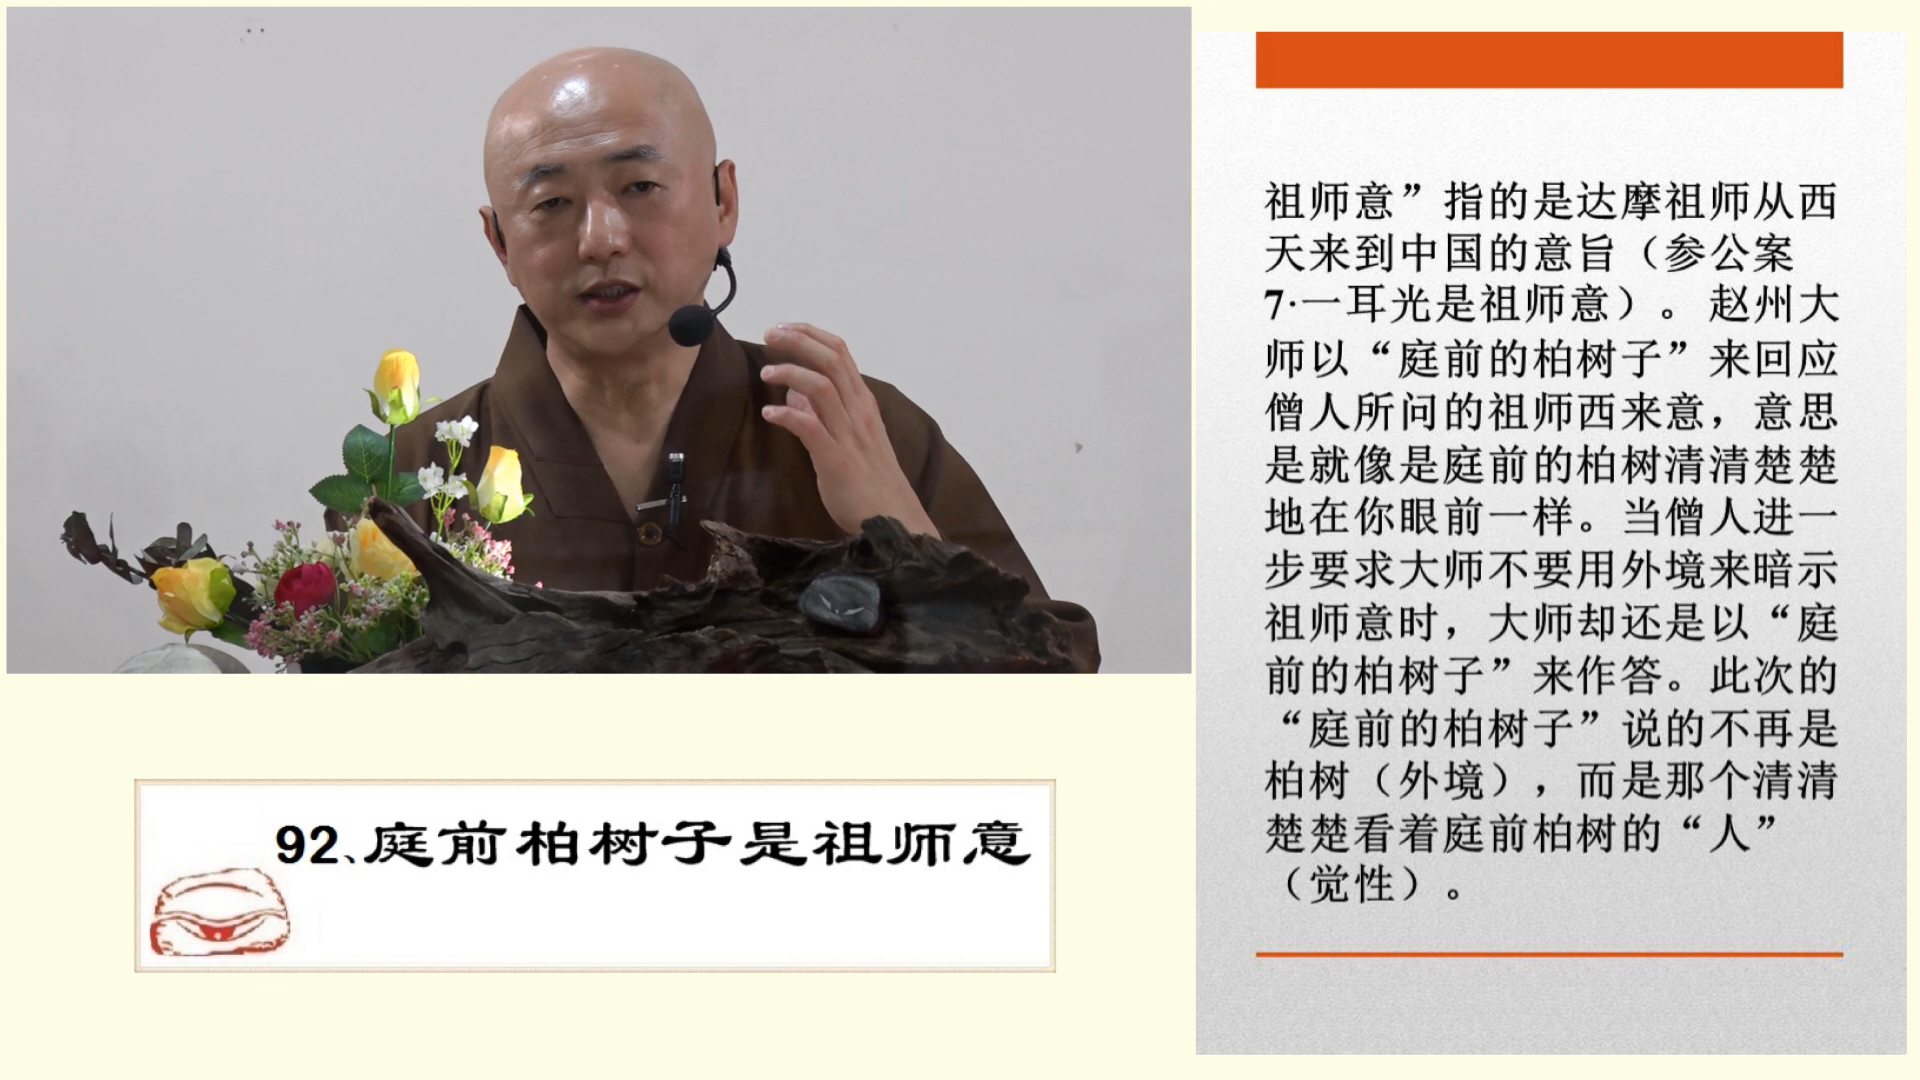 92、庭前柏树子是祖师意
祖师意”指的是达摩祖师从西
天来到中国的意旨（参公案
7·一耳光是祖师意）。赵州大
师以“庭前的柏树子”来回应
僧人所问的祖师西来意，意思
是就像是庭前的柏树清清楚楚
地在你眼前一样。当僧人进一
步要求大师不要用外境来暗示
祖师意时，大师却还是以“庭
前的柏树子”来作答。此次的
“庭前的柏树子”说的不再是
柏树（外境），而是那个清清
楚楚看着庭前柏树的“人”
（觉性）。